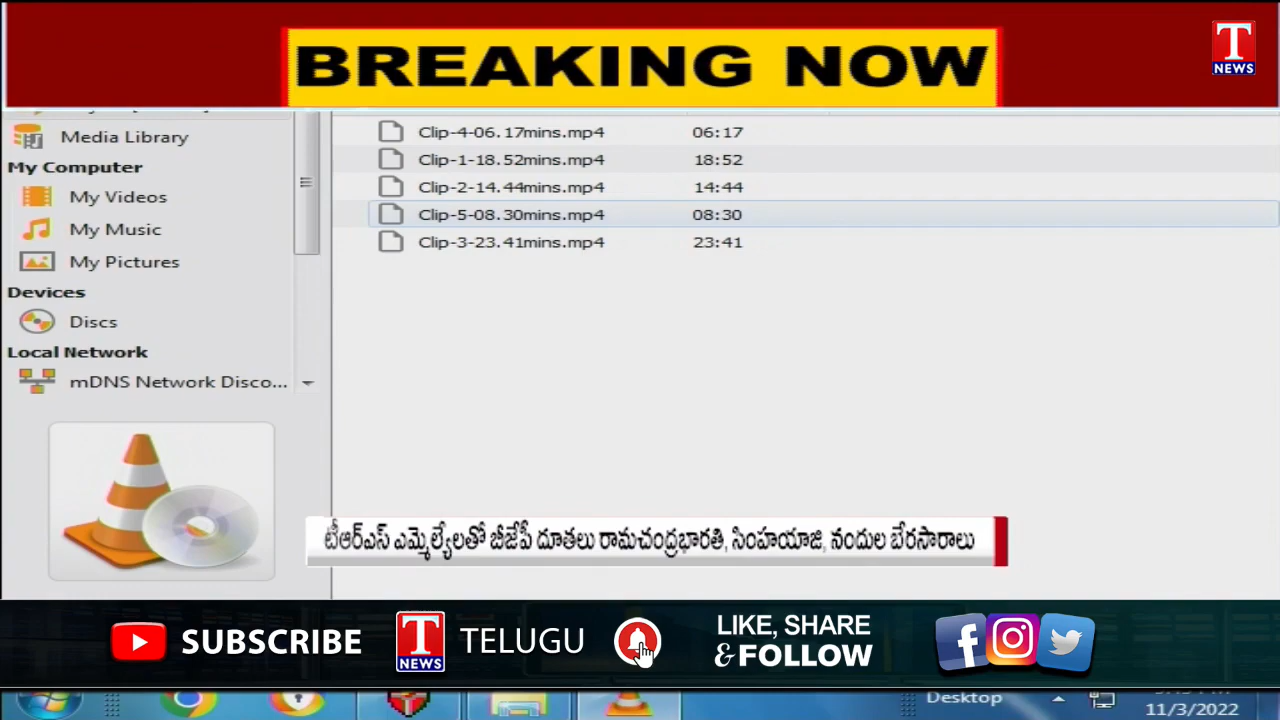 BREAKING NOW
T
NEWS
Media Library
My Computer
My Videos
My Music
My Pictures
Devices
Discs
Local Network
mDNS Network Disco...
Clip-4-06.17mins.mp4 06:17
Clip-1-18.52mins.mp4 18:52
Clip-2-14.44mins.mp4 14:44
Clip-5-08.30mins.mp4 08:30
Clip-3-23.41mins.mp4 23:41
టీఆర్ఎస్ ఎమ్మెల్యేలతో బీజేపీ దూతలు రామచంద్రభారతి, సింహయాజి, నందుల బేరసారాలు
SUBSCRIBE
T
NEWS
TELUGU
LIKE, SHARE
&FOLLOW
Desktop
11/3/2022